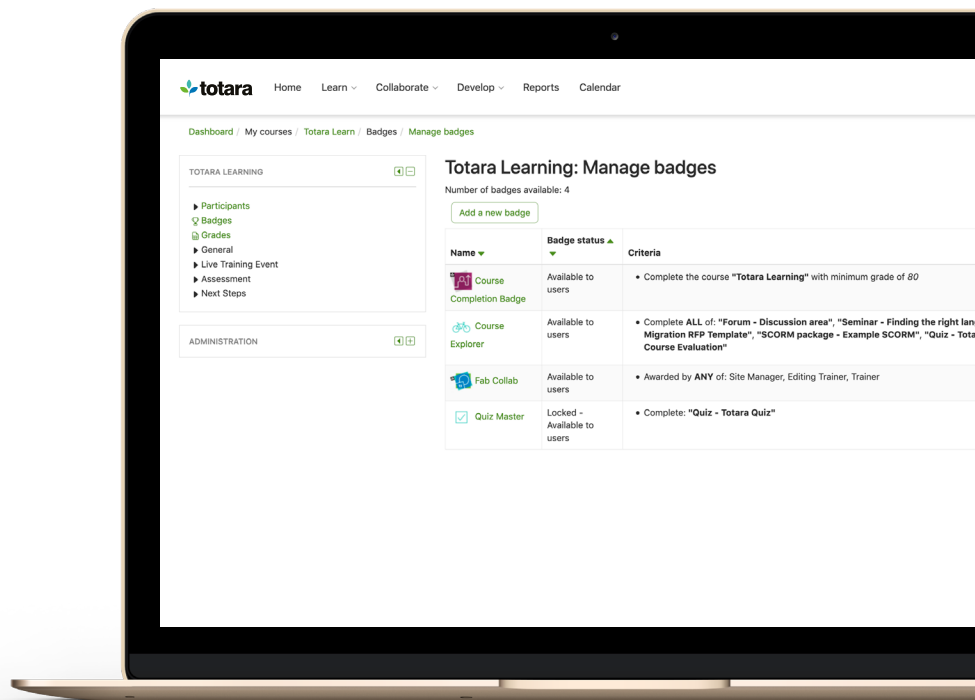 totara Home Learn Collaborate Develop Reports Calendar
Dashboard / My courses / Totara Learn / Badges / Manage badges
TOTARA LEARNING
Participants
Badges
Grades
General
Live Training Event
Assessment
Next Steps
ADMINISTRATION
Totara Learning: Manage badges
Number of badges available: 4
Add a new badge
Name Badge status Criteria
Course
Completion Badge
Available to
users
• Complete the course "Totara Learning" with minimum grade of 80
Course
Explorer
Available to
users
• Complete ALL of: "Forum - Discussion area", "Seminar - Finding the right
Migration RFP Template", "SCORM package - Example SCORM", "Quiz -
Course Evaluation"
Fab Collab
Available to
users
• Awarded by ANY of: Site Manager, Editing Trainer, Trainer
Quiz Master
Locked -
Available to
users
• Complete: "Quiz - Totara Quiz"